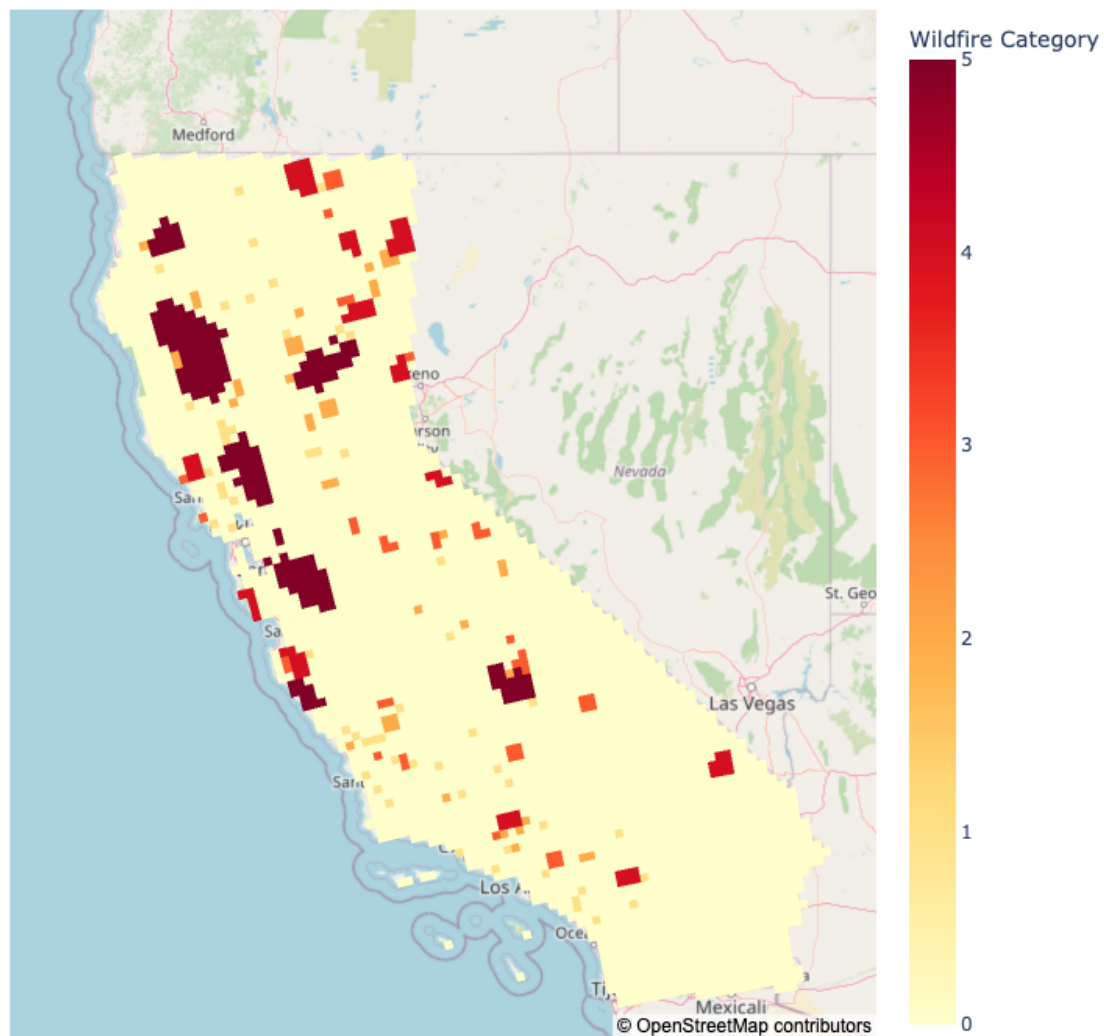 Wildfire Category
5
4
3
2
1
0
Medford
Nevada
St. Geo
Las Vegas
Los A
Mexicali
© OpenStreetMap contributors